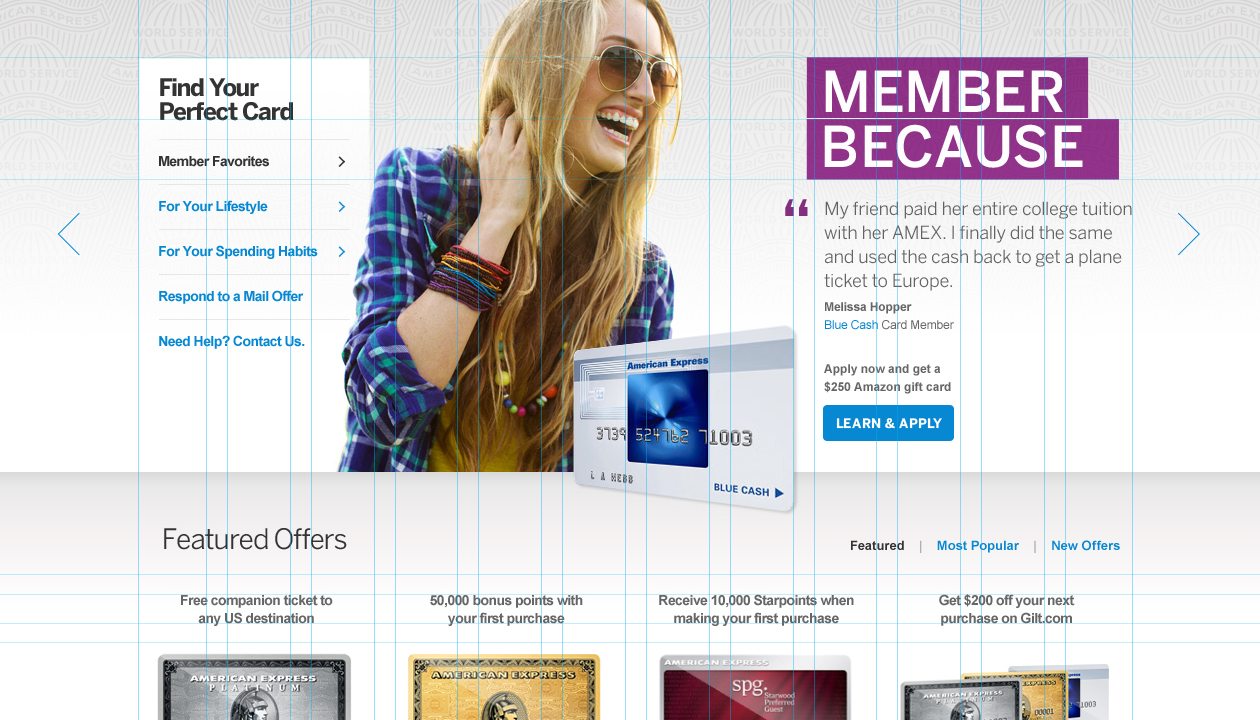 AMERICAN EXPRESS
WORLD SERVICE
Find Your
Perfect Card
Member Favorites
For Your Lifestyle
For Your Spending Habits
Respond to a Mail Offer
Need Help? Contact Us.
MEMBER
BECAUSE
“ My friend paid her entire college tuition
with her AMEX. I finally did the same
and used the cash back to get a plane
ticket to Europe.
Melissa Hopper
Blue Cash Card Member
Apply now and get a
$250 Amazon gift card
LEARN & APPLY
American Express
3739 524762 71003
BLUE CASH
Featured Offers
Featured | Most Popular | New Offers
Free companion ticket to
any US destination
50,000 bonus points with
your first purchase
Receive 10,000 Starpoints when
making your first purchase
Get $200 off your next
purchase on Gilt.com
AMERICAN EXPRESS
PLATINUM
AMERICAN EXPRESS
AMERICAN EXPRESS
spg.
Starwood
Preferred
Guest
AMERICAN EXPRESS